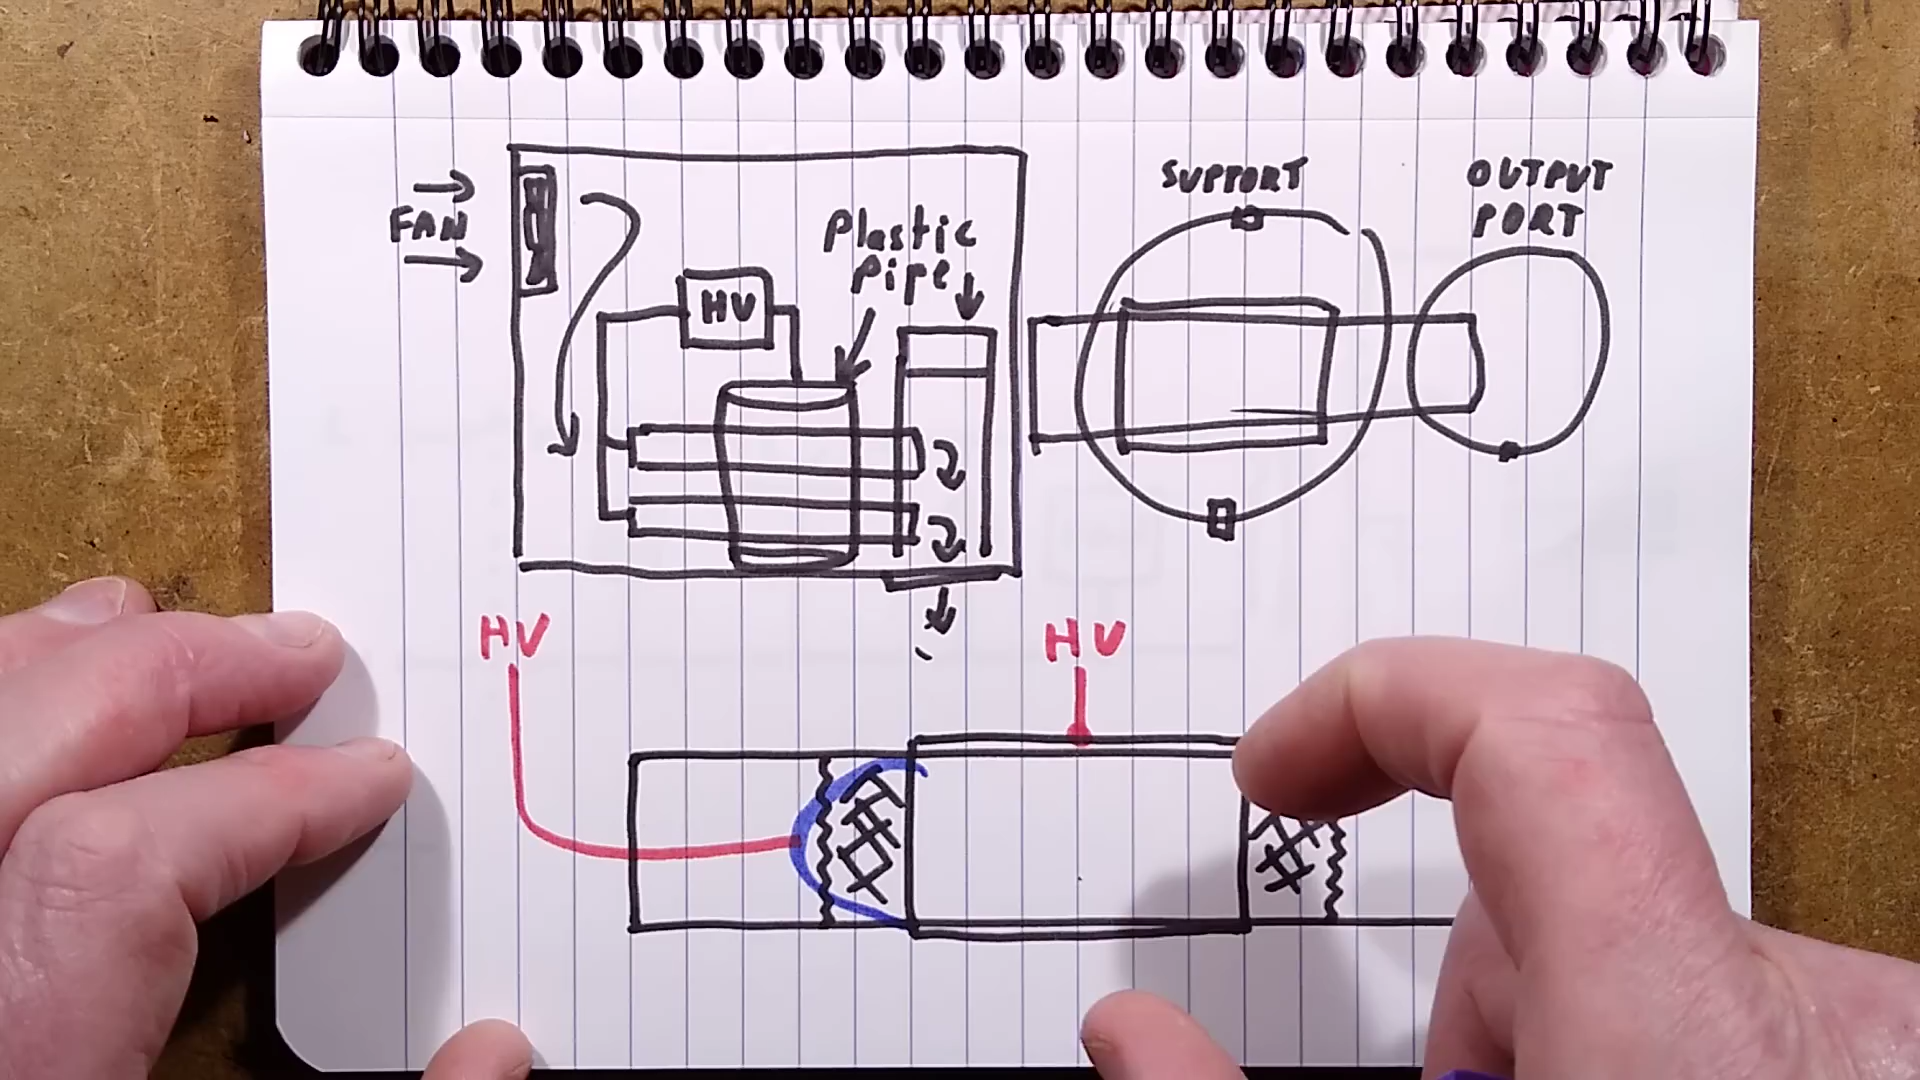 FAN
HV
Plastic
Pipe
SUPPORT
OUTPUT
PORT
HV
HV